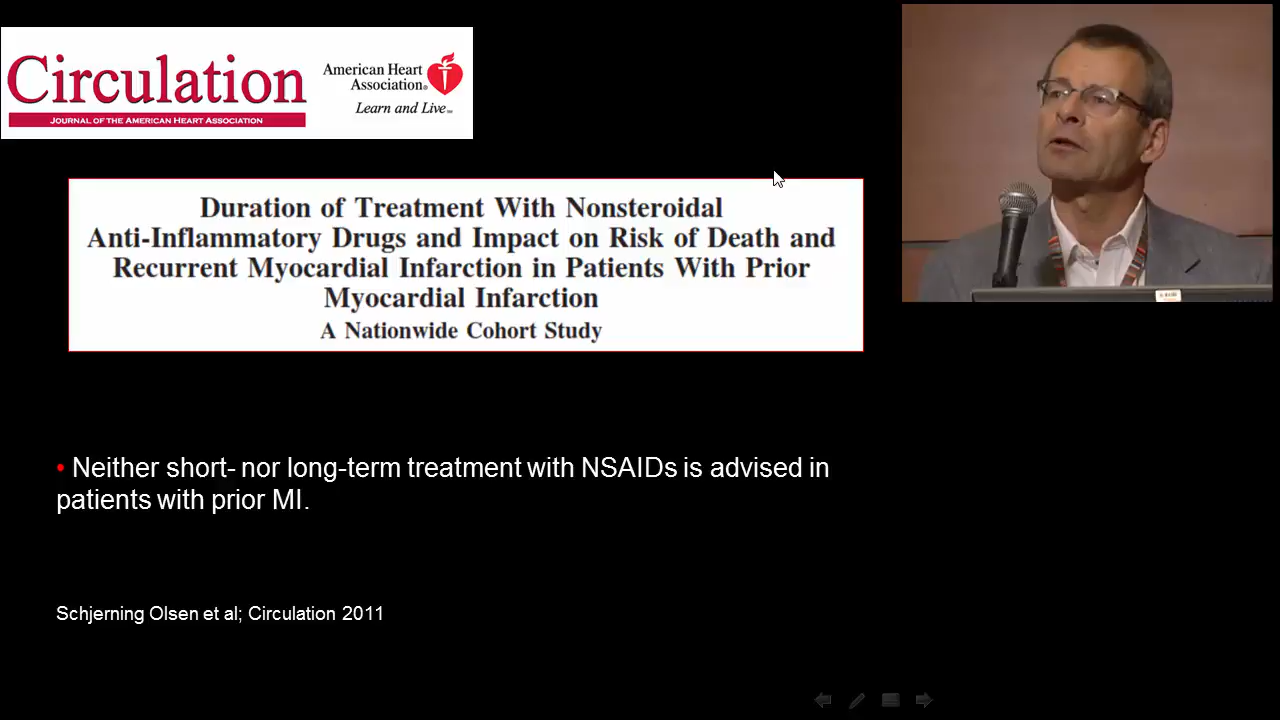 Circulation
JOURNAL OF THE AMERICAN HEART ASSOCIATION
American Heart
Association®
Learn and Live
Duration of Treatment With Nonsteroidal
Anti-Inflammatory Drugs and Impact on Risk of Death and
Recurrent Myocardial Infarction in Patients With Prior
Myocardial Infarction
A Nationwide Cohort Study
• Neither short- nor long-term treatment with NSAIDs is advised in
patients with prior MI.
Schjerning Olsen et al; Circulation 2011